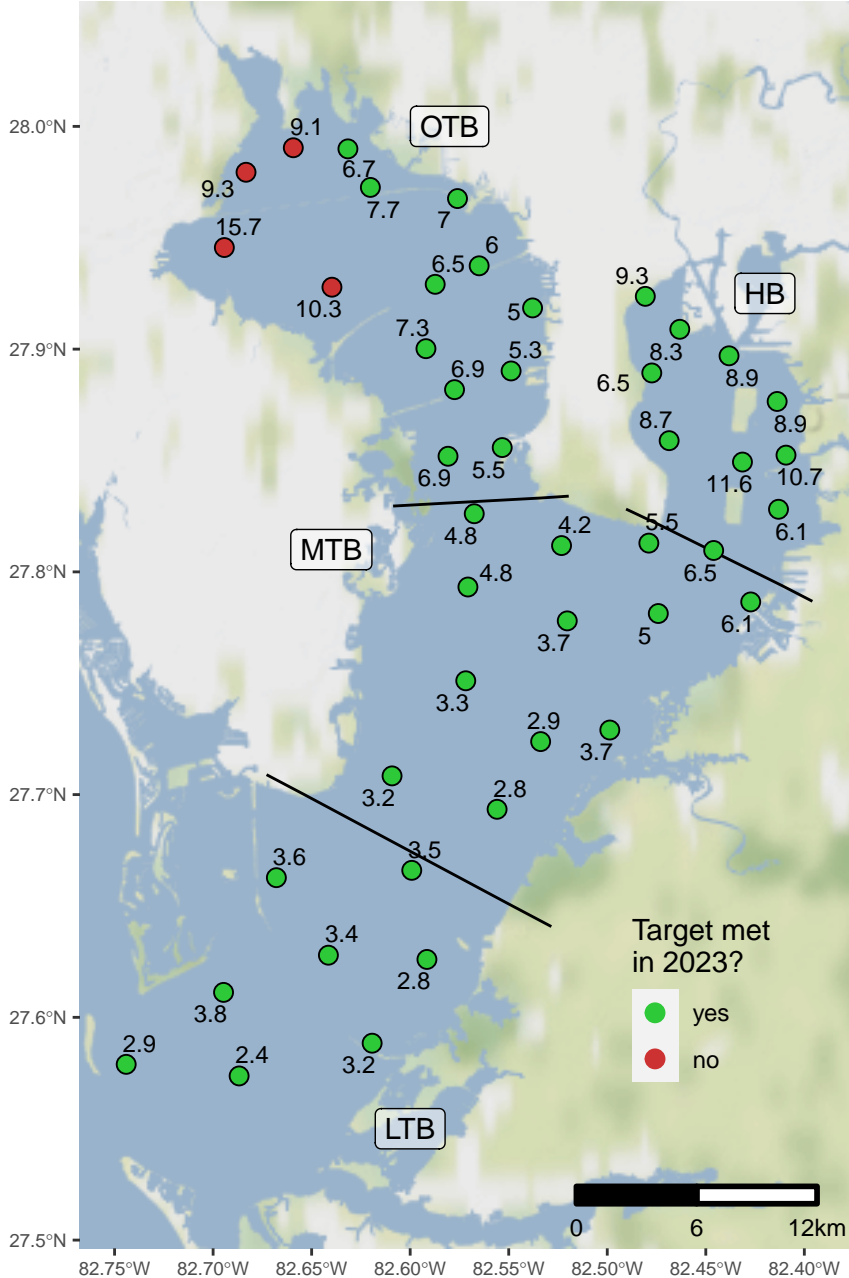 28.0°N
27.9°N
27.8°N
27.7°N
27.6°N
27.5°N
OTB
9.1
6.7
9.3
7.7
7
15.7
6
6.5
10.3
5
7.3
5.3
6.9
6.9
5.5
HB
9.3
8.3
8.9
6.5
8.9
8.7
11.6
10.7
6.1
MTB
4.8
4.2
5.5
6.5
4.8
3.7
5
6.1
3.3
2.9
3.7
3.2
2.8
3.5
3.6
3.4
2.8
3.8
2.9
2.4
3.2
LTB
Target met
in 2023?
yes
no
0 6 12km
82.75°W 82.70°W 82.65°W 82.60°W 82.55°W 82.50°W 82.45°W 82.40°W